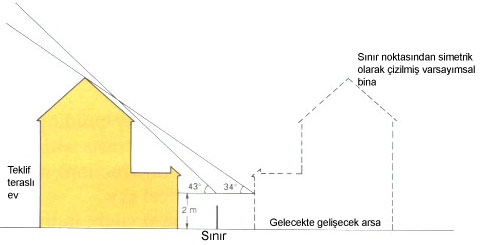 Sınır noktasından simetrik
olarak çizilmiş varsayımsal
bina
Teklif
teraslı
ev
43°
34°
2 m
Gelecekte gelişecek arsa
Sınır